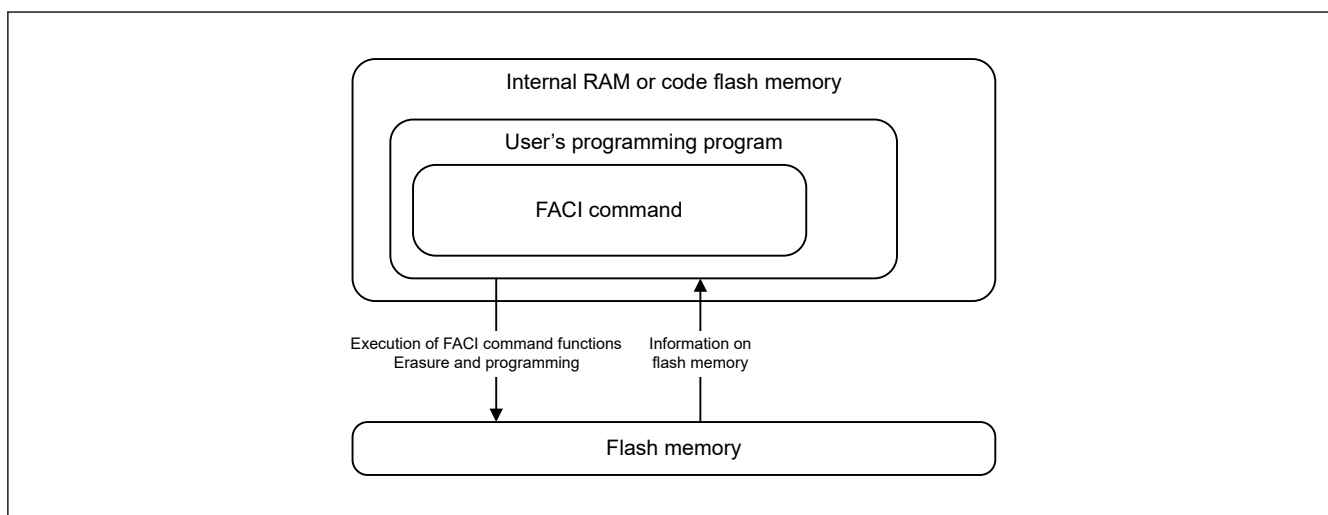 Internal RAM or code flash memory
User’s programming program
FACI command
Execution of FACI command functions
Erasure and programming
Information on
flash memory
Flash memory